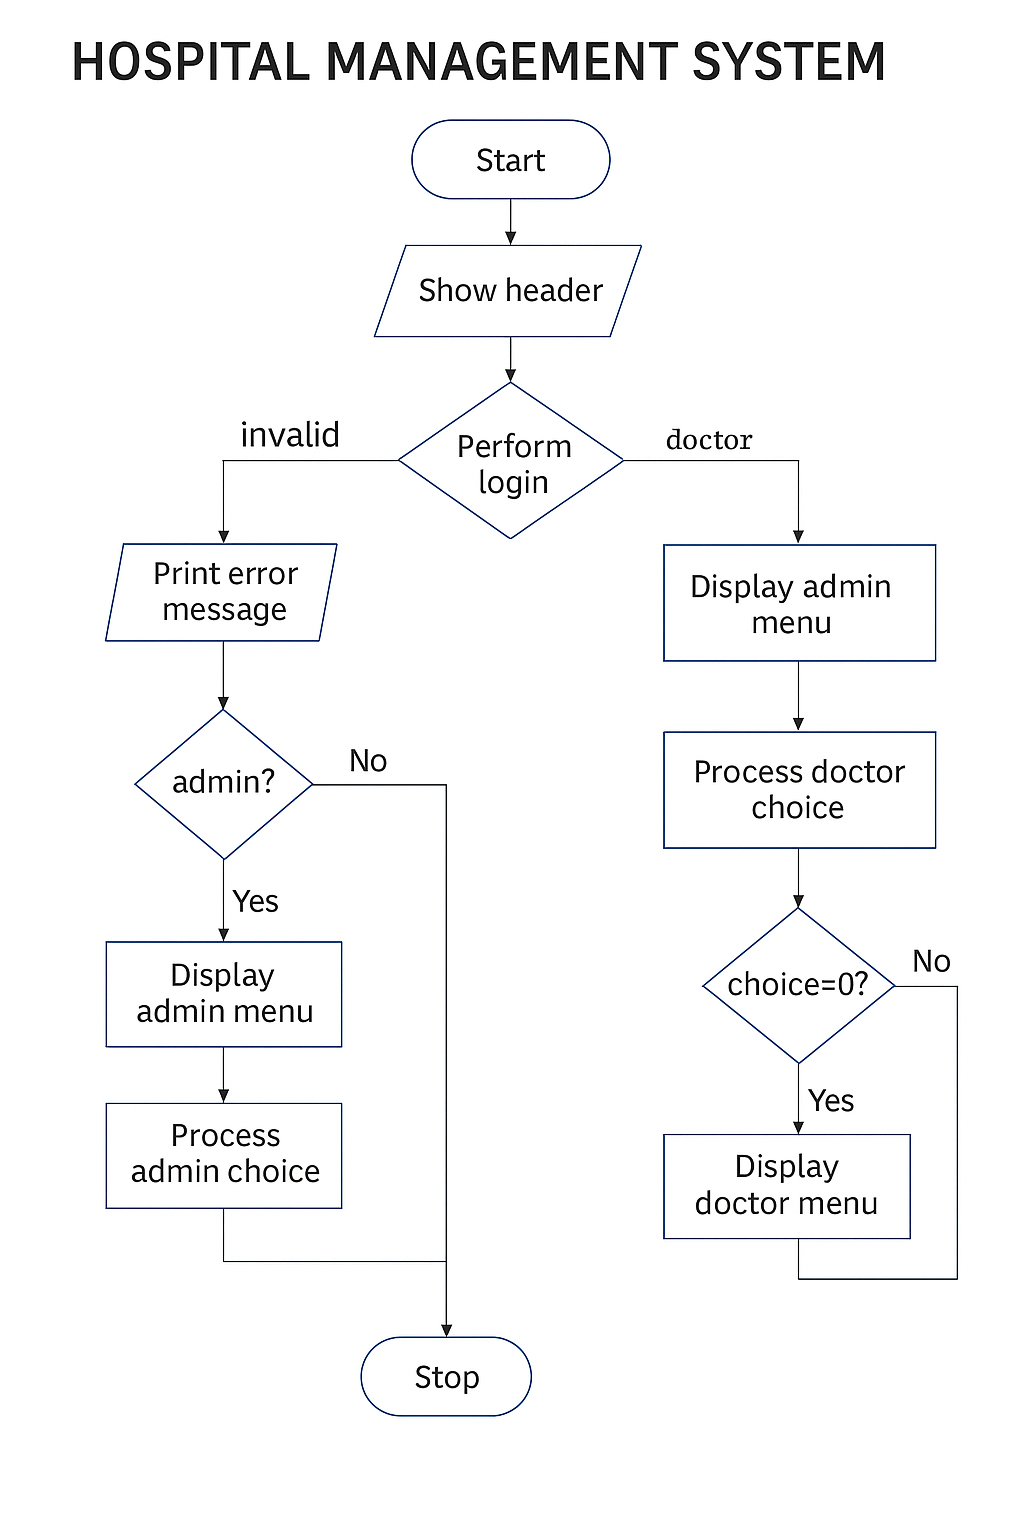 HOSPITAL MANAGEMENT SYSTEM
Start
Show header
Perform
login
invalid
doctor
Print error
message
admin?
No
Yes
Display
admin menu
Process
admin choice
Stop
Display admin
menu
Process doctor
choice
choice=0?
No
Yes
Display
doctor menu